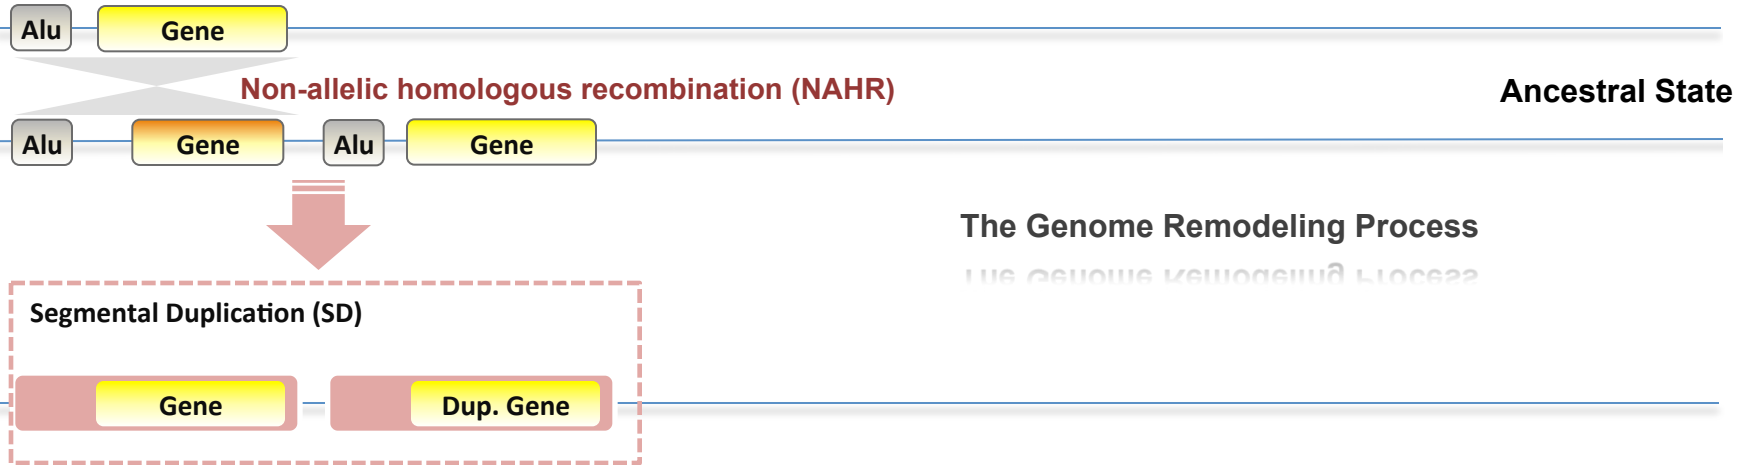 Alu Gene
Non-allelic homologous recombination (NAHR)
Ancestral State
Alu Gene Alu Gene
The Genome Remodeling Process
Segmental Duplication (SD)
Gene Dup. Gene